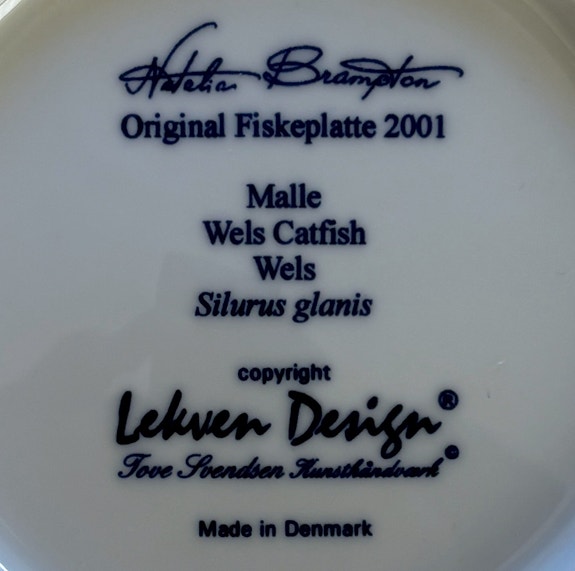 Natalia Brampton
Original Fiskeplatte 2001
Malle
Wels Catfish
Wels
Silurus glanis
copyright
Lekven Design®
Tove Svendsen Kunsthåndværk©
Made in Denmark